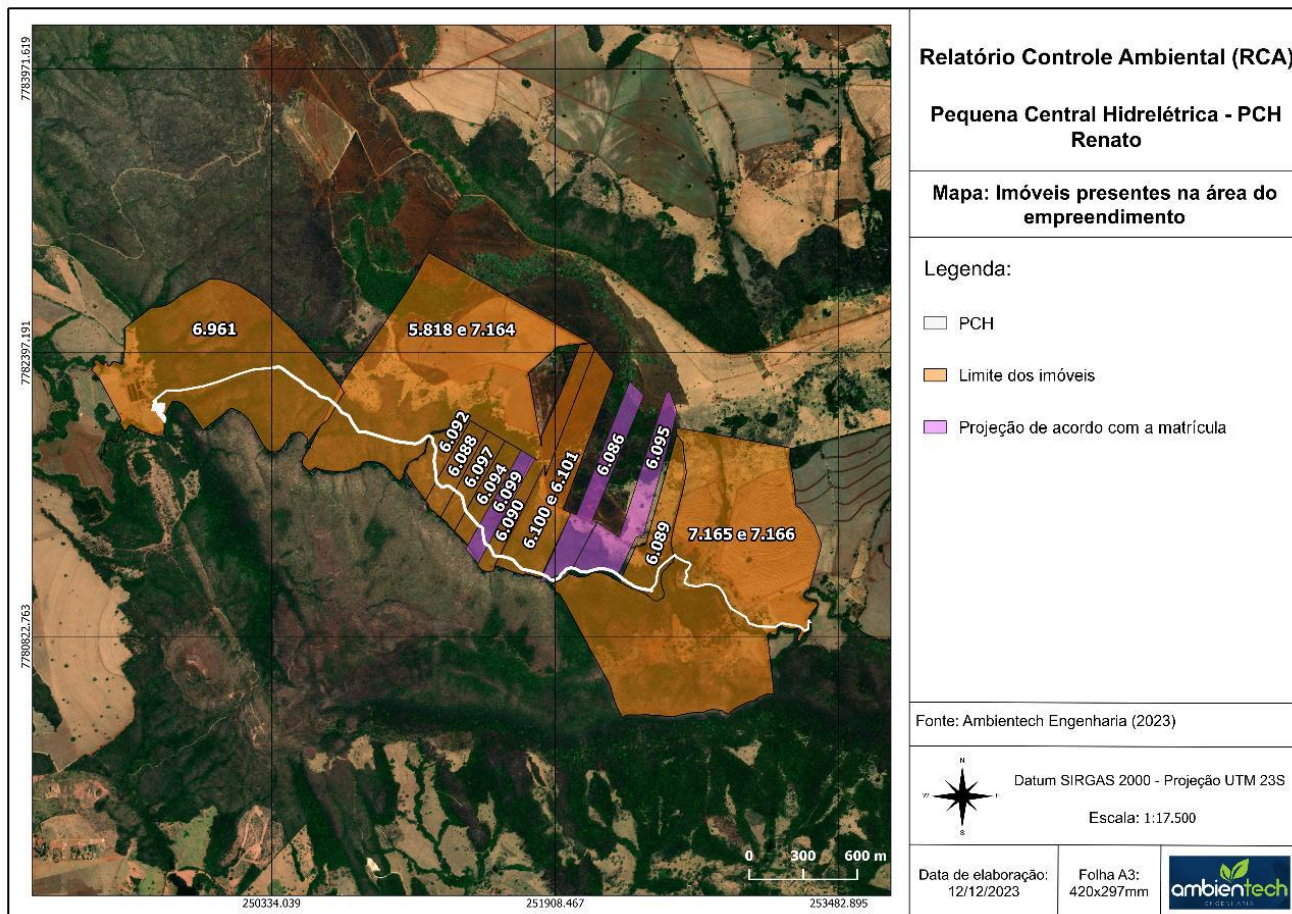 Relatório Controle Ambiental (RCA)
Pequena Central Hidrelétrica - PCH
Renato
Mapa: Imóveis presentes na área do
empreendimento
Legenda:
PCH
Limite dos imóveis
Projeção de acordo com a matrícula
Fonte: Ambientech Engenharia (2023)
N
W
E
S
Datum SIRGAS 2000 - Projeção UTM 23S
Escala: 1:17.500
Data de elaboração:
12/12/2023
Folha A3:
420x297mm
ambientech
ENGENHARIA
7783971.619
7782397.191
7780822.763
250334.039
251908.467
253482.895
6.961
5.818 e 7.164
6.092
6.088
6.097
6.094
6.099
6.090
6.100 e 6.101
6.086
6.095
6.089
7.165 e 7.166
0 300 600 m